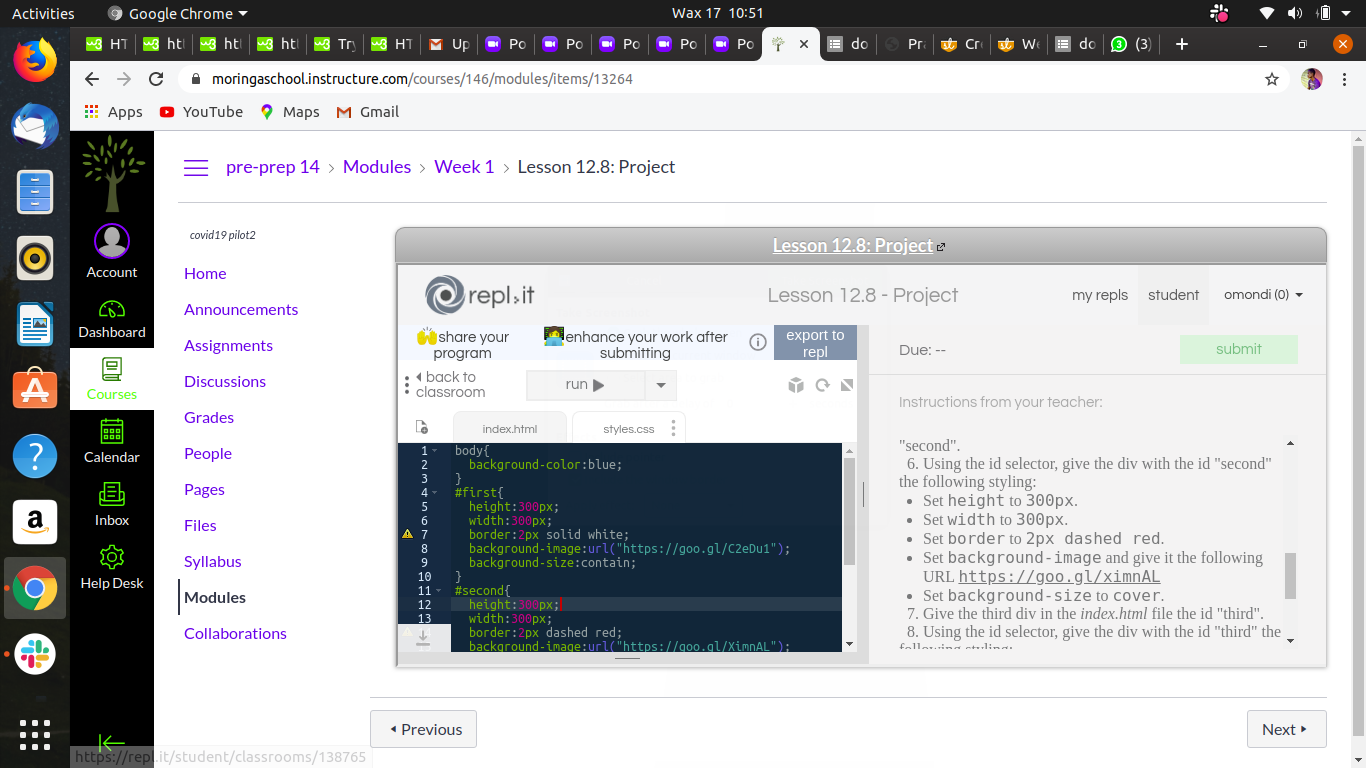 Activities
Google Chrome
Wax 17 10:51
HT
htt
htt
htt
Try
HT
Up
Po
Po
Po
Po
Po
do
Pra
Cre
We
do
(3)
moringaschool.instructure.com/courses/146/modules/items/13264
Apps YouTube Maps Gmail
pre-prep 14 > Modules > Week 1 > Lesson 12.8: Project
Account
Dashboard
Courses
Calendar
Inbox
Help Desk
covid19 pilot2
Home
Announcements
Assignments
Discussions
Grades
People
Pages
Files
Syllabus
Modules
Collaborations
Lesson 12.8: Project
repl.it
Lesson 12.8 - Project
my repls
student
omondi (0)
share your program
enhance your work after submitting
export to repl
back to classroom
run
index.html
styles.css
1 body{
2 background-color:blue;
3 }
4 #first{
5 height:300px;
6 width:300px;
7 border:2px solid white;
8 background-image:url("https://goo.gl/C2eDu1");
9 background-size:contain;
10 }
11 #second{
12 height:300px;
13 width:300px;
border:2px dashed red;
background-image:url("https://goo.gl/XimnAL");
Due: --
submit
Instructions from your teacher:
"second".
6. Using the id selector, give the div with the id "second"
the following styling:
• Set height to 300px.
• Set width to 300px.
• Set border to 2px dashed red.
• Set background-image and give it the following
URL https://goo.gl/ximnAL
• Set background-size to cover.
7. Give the third div in the index.html file the id "third".
8. Using the id selector, give the div with the id "third" the
following styling:
Previous
Next
https://repl.it/student/classrooms/138765